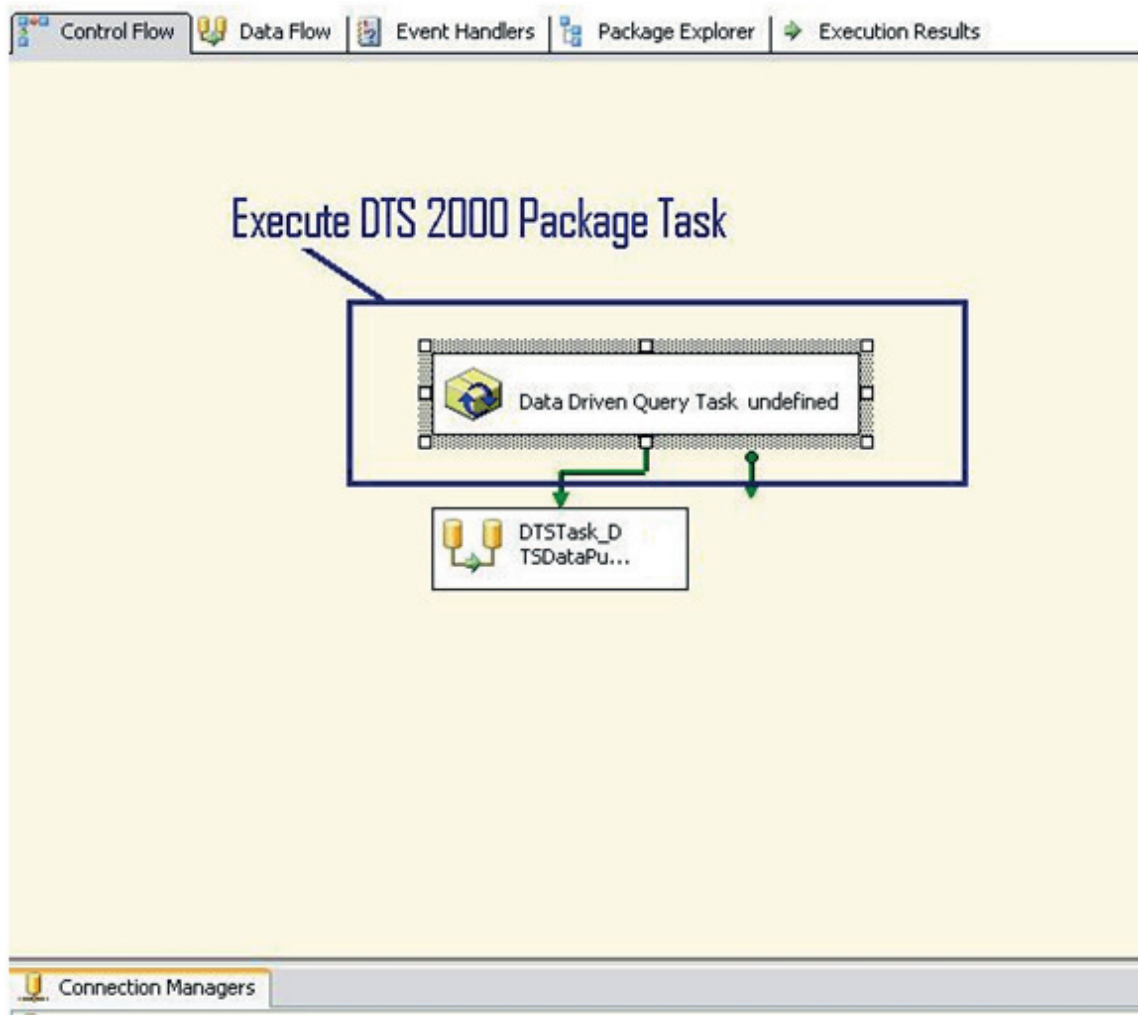 Control Flow Data Flow Event Handlers Package Explorer Execution Results
Execute DTS 2000 Package Task
Data Driven Query Task undefined
DTSTask_D
TSDataPu...
Connection Managers